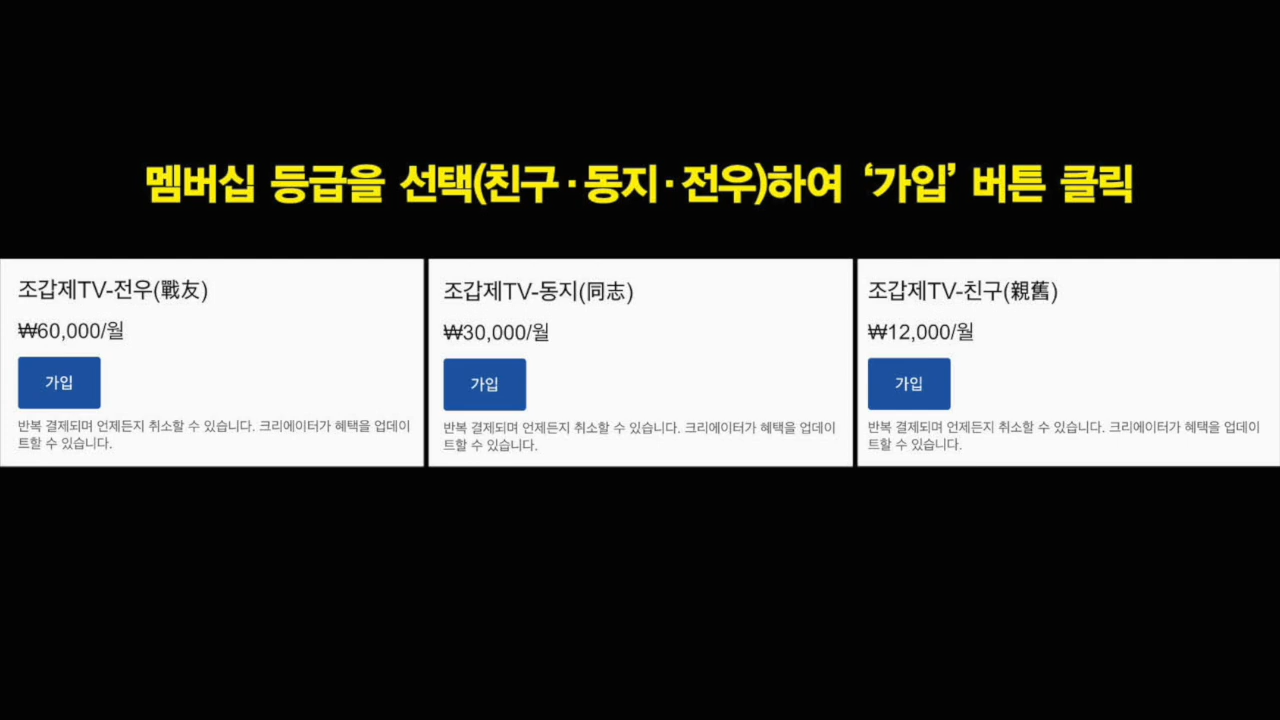 멤버십 등급을 선택(친구·동지·전우)하여 ‘가입’ 버튼 클릭
조갑제TV-전우(戰友)
₩60,000/월
가입
반복 결제되며 언제든지 취소할 수 있습니다. 크리에이터가 혜택을 업데이
트할 수 있습니다.
조갑제TV-동지(同志)
₩30,000/월
가입
반복 결제되며 언제든지 취소할 수 있습니다. 크리에이터가 혜택을 업데이
트할 수 있습니다.
조갑제TV-친구(親舊)
₩12,000/월
가입
반복 결제되며 언제든지 취소할 수 있습니다. 크리에이터가 혜택을 업데이
트할 수 있습니다.